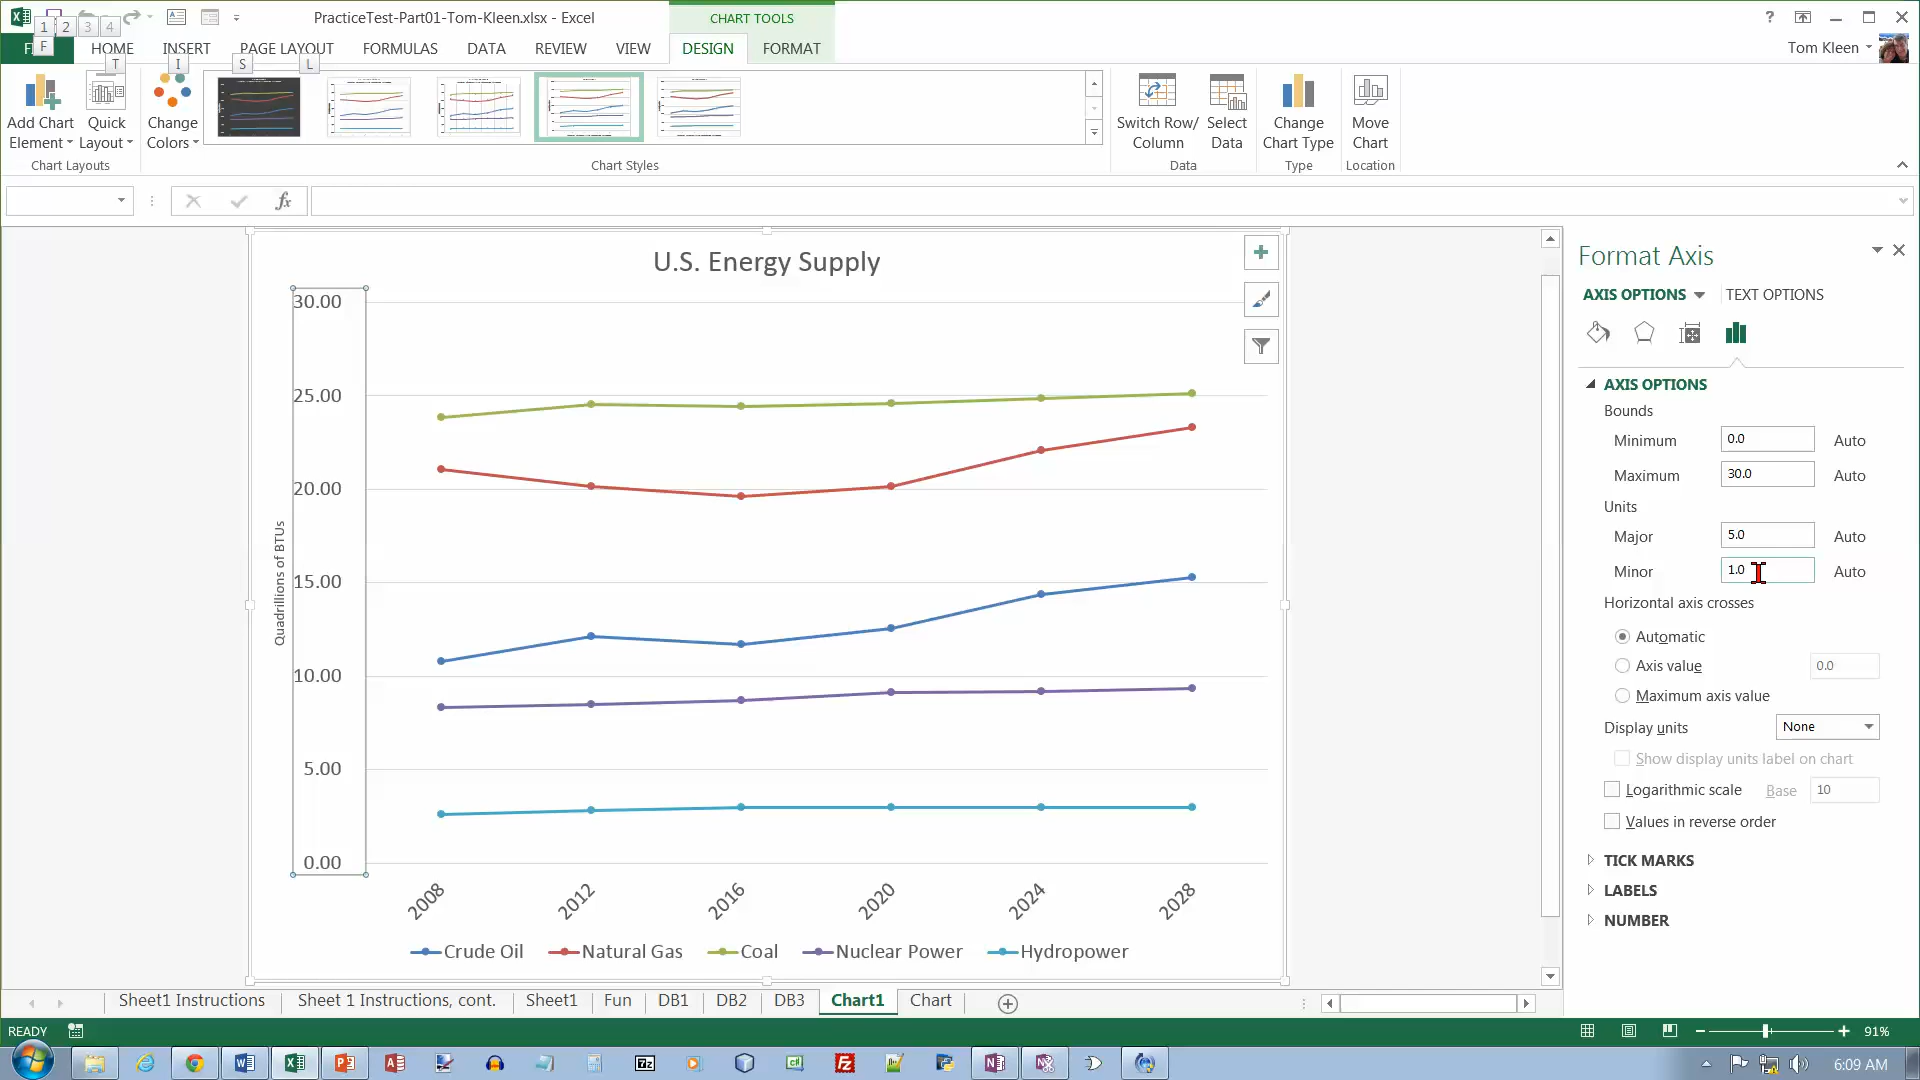 PracticeTest-Part01-Tom-Kleen.xlsx - Excel
CHART TOOLS
?
1 2 3 4
F
HOME INSERT PAGE LAYOUT FORMULAS DATA REVIEW VIEW DESIGN FORMAT
Tom Kleen
T I S L
Add Chart Element
Quick Layout
Change Colors
Switch Row/ Column
Select Data
Change Chart Type
Move Chart
Chart Layouts
Chart Styles
Data
Type
Location
fx
U.S. Energy Supply
30.00
25.00
20.00
15.00
10.00
5.00
0.00
Quadrillions of BTUs
2008 2012 2016 2020 2024 2028
Crude Oil Natural Gas Coal Nuclear Power Hydropower
Format Axis
AXIS OPTIONS TEXT OPTIONS
AXIS OPTIONS
Bounds
Minimum 0.0 Auto
Maximum 30.0 Auto
Units
Major 5.0 Auto
Minor 1.0 Auto
Horizontal axis crosses
Automatic
Axis value 0.0
Maximum axis value
Display units None
Show display units label on chart
Logarithmic scale Base 10
Values in reverse order
TICK MARKS
LABELS
NUMBER
Sheet1 Instructions Sheet 1 Instructions, cont. Sheet1 Fun DB1 DB2 DB3 Chart1 Chart
READY
91%
7z
6:09 AM